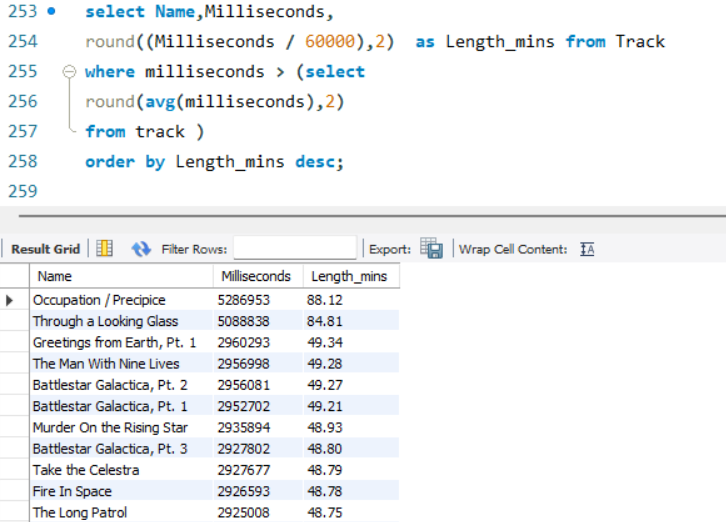 253 select Name,Milliseconds,
254 round((Milliseconds / 60000),2) as Length_mins from Track
255 where milliseconds > (select
256 round(avg(milliseconds),2)
257 from track )
258 order by Length_mins desc;
259
Result Grid Filter Rows: Export: Wrap Cell Content: IA
Name Milliseconds Length_mins
Occupation / Precipice 5286953 88.12
Through a Looking Glass 5088838 84.81
Greetings from Earth, Pt. 1 2960293 49.34
The Man With Nine Lives 2956998 49.28
Battlestar Galactica, Pt. 2 2956081 49.27
Battlestar Galactica, Pt. 1 2952702 49.21
Murder On the Rising Star 2935894 48.93
Battlestar Galactica, Pt. 3 2927802 48.80
Take the Celestra 2927677 48.79
Fire In Space 2926593 48.78
The Long Patrol 2925008 48.75